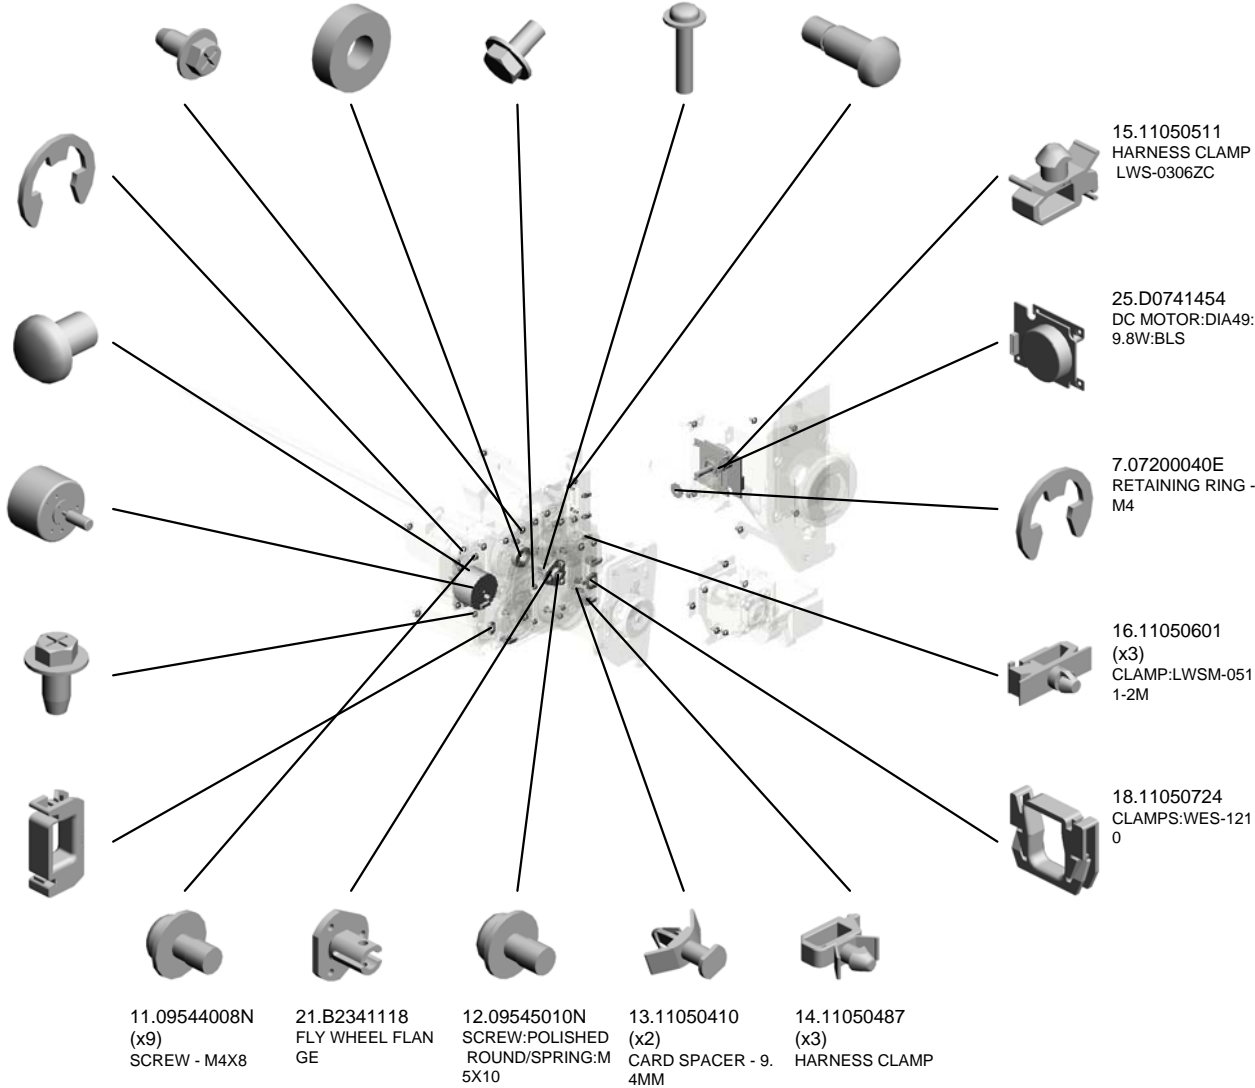 15.11050511
HARNESS CLAMP
LWS-0306ZC
25.D0741454
DC MOTOR:DIA49:
9.8W:BLS
7.07200040E
RETAINING RING -
M4
16.11050601
(x3)
CLAMP:LWSM-051
1-2M
18.11050724
CLAMPS:WES-121
0
11.09544008N
(x9)
SCREW - M4X8
21.B2341118
FLY WHEEL FLAN
GE
12.09545010N
SCREW:POLISHED
ROUND/SPRING:M
5X10
13.11050410
(x2)
CARD SPACER - 9.
4MM
14.11050487
(x3)
HARNESS CLAMP